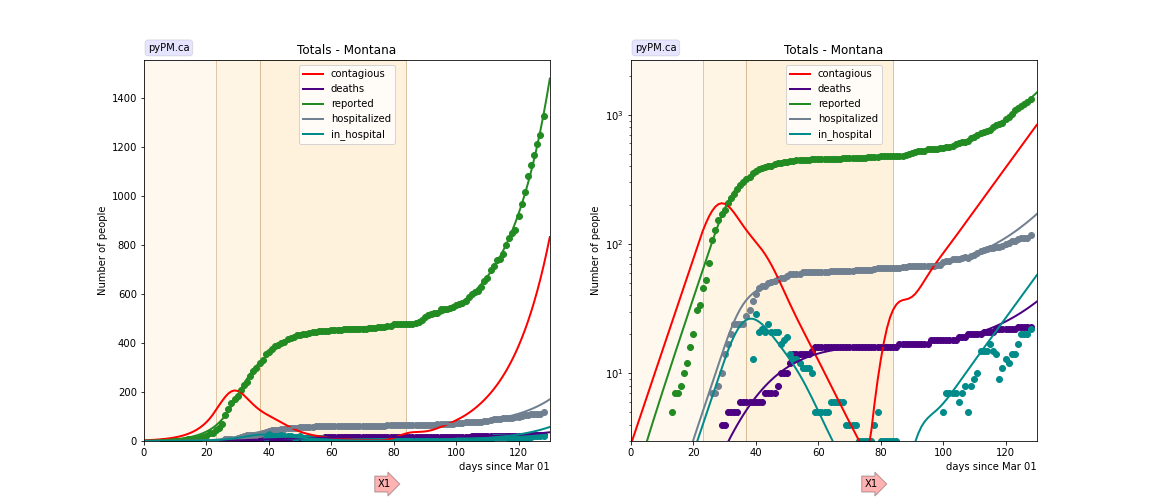 pyPM.ca
Totals - Montana
contagious
deaths
reported
hospitalized
in_hospital
Number of people
1400
1200
1000
800
600
400
200
0
0
20
40
60
80
100
120
days since Mar 01
X1
pyPM.ca
Totals - Montana
contagious
deaths
reported
hospitalized
in_hospital
Number of people
10³
10²
10¹
0
20
40
60
80
100
120
days since Mar 01
X1